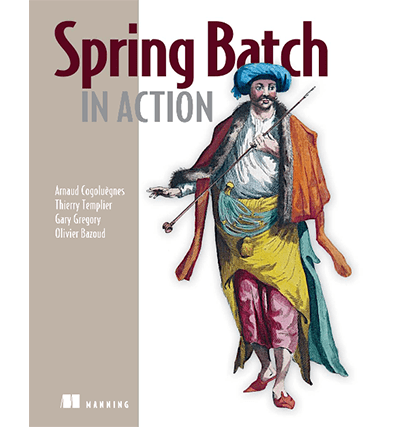 Spring Batch
IN ACTION
Arnaud Cogoluègnes
Thierry Templier
Gary Gregory
Olivier Bazoud
MANNING